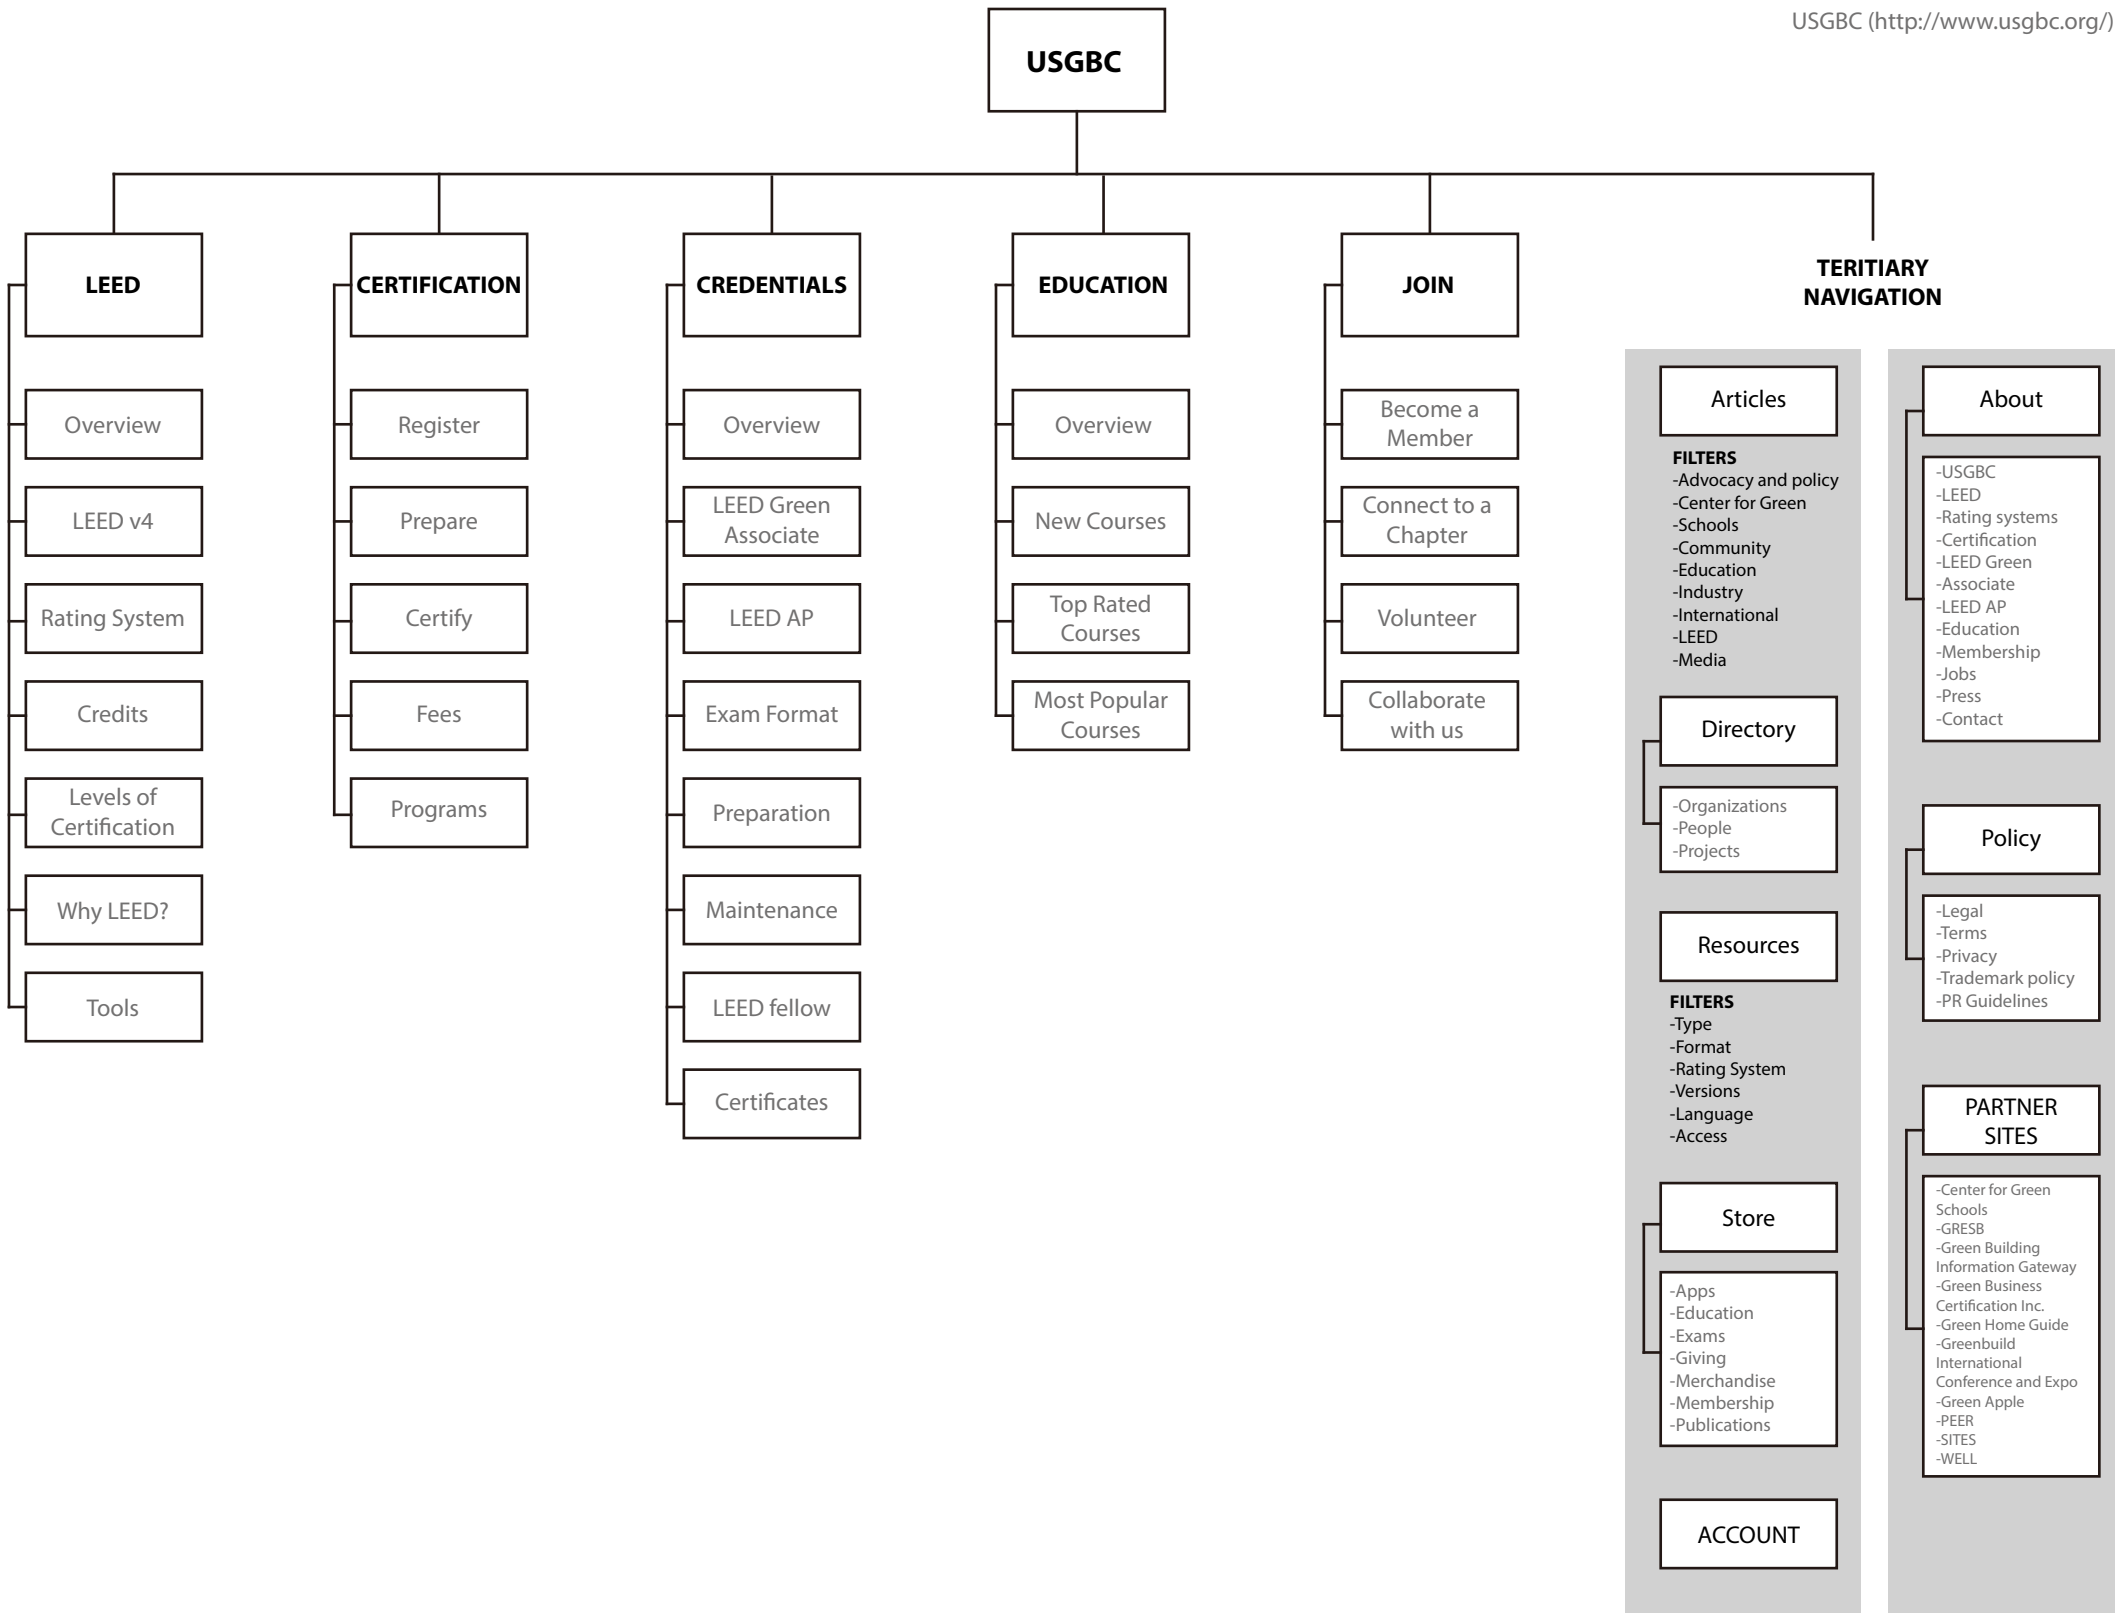 USGBC (http://www.usgbc.org/)
USGBC
LEED
Overview
LEED v4
Rating System
Credits
Levels of
Certification
Why LEED?
Tools
CERTIFICATION
Register
Prepare
Certify
Fees
Programs
CREDENTIALS
Overview
LEED Green
Associate
LEED AP
Exam Format
Preparation
Maintenance
LEED fellow
Certificates
EDUCATION
Overview
New Courses
Top Rated
Courses
Most Popular
Courses
JOIN
Become a
Member
Connect to a
Chapter
Volunteer
Collaborate
with us
TERITIARY
NAVIGATION
Articles
FILTERS
-Advocacy and policy
-Center for Green
-Schools
-Community
-Education
-Industry
-International
-LEED
-Media
Directory
-Organizations
-People
-Projects
Resources
FILTERS
-Type
-Format
-Rating System
-Versions
-Language
-Access
Store
-Apps
-Education
-Exams
-Giving
-Merchandise
-Membership
-Publications
ACCOUNT
About
-USGBC
-LEED
-Rating systems
-Certification
-LEED Green
-Associate
-LEED AP
-Education
-Membership
-Jobs
-Press
-Contact
Policy
-Legal
-Terms
-Privacy
-Trademark policy
-PR Guidelines
PARTNER
SITES
-Center for Green
Schools
-GRESB
-Green Building
Information Gateway
-Green Business
Certification Inc.
-Green Home Guide
-Greenbuild
International
Conference and Expo
-Green Apple
-PEER
-SITES
-WELL